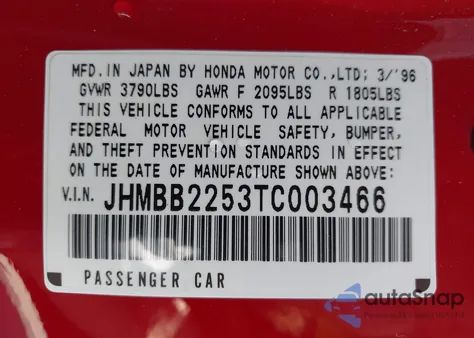 MFD.IN JAPAN BY HONDA MOTOR CO.,LTD; 3/'96
GVWR 3790LBS GAWR F 2095LBS R 1805LBS
THIS VEHICLE CONFORMS TO ALL APPLICABLE
FEDERAL MOTOR VEHICLE SAFETY, BUMPER,
AND THEFT PREVENTION STANDARDS IN EFFECT
ON THE DATE OF MANUFACTURE SHOWN ABOVE.
V.I.N. JHMBB2253TC003466
PASSENGER CAR
autoSnap